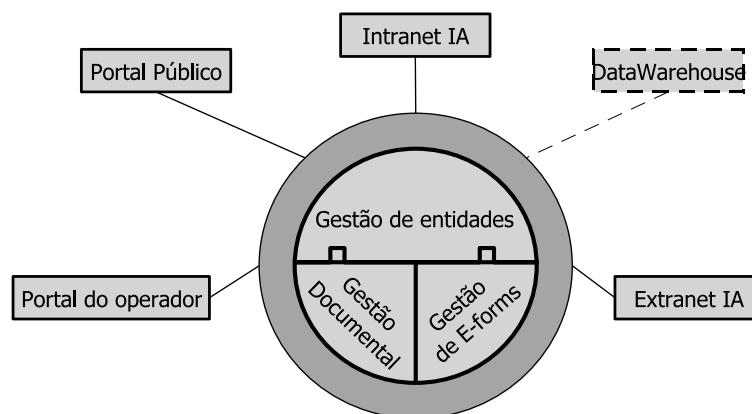 Intranet IA
Portal Público
DataWarehouse
Gestão de entidades
Portal do operador
Gestão
Documental
Gestão
de E-forms
Extranet IA